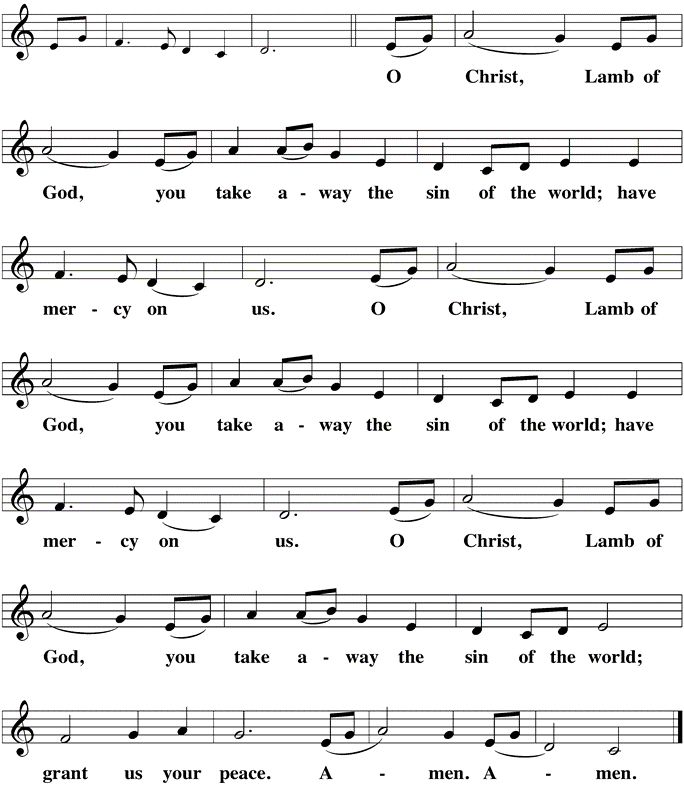 O Christ, Lamb of
God, you take a - way the sin of the world; have
mer - cy on us. O Christ, Lamb of
God, you take a - way the sin of the world; have
mer - cy on us. O Christ, Lamb of
God, you take a - way the sin of the world;
grant us your peace. A - men. A - men.